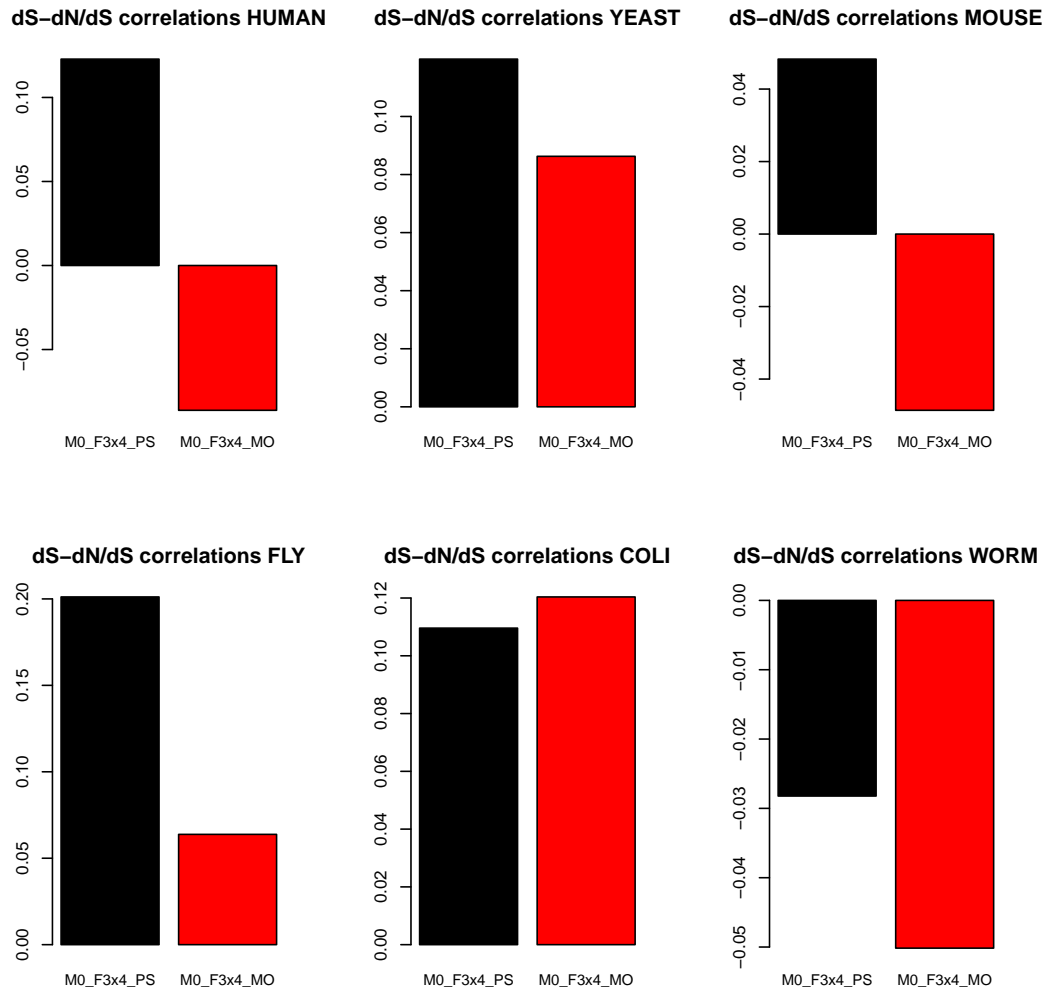 dS−dN/dS correlations HUMAN
0.10
0.05
0.00
−0.05
M0_F3x4_PS M0_F3x4_MO
dS−dN/dS correlations YEAST
0.10
0.08
0.06
0.04
0.02
0.00
M0_F3x4_PS M0_F3x4_MO
dS−dN/dS correlations MOUSE
0.04
0.02
0.00
−0.02
−0.04
M0_F3x4_PS M0_F3x4_MO
dS−dN/dS correlations FLY
0.20
0.15
0.10
0.05
0.00
M0_F3x4_PS M0_F3x4_MO
dS−dN/dS correlations COLI
0.12
0.10
0.08
0.06
0.04
0.02
0.00
M0_F3x4_PS M0_F3x4_MO
dS−dN/dS correlations WORM
0.00
−0.01
−0.02
−0.03
−0.04
−0.05
M0_F3x4_PS M0_F3x4_MO